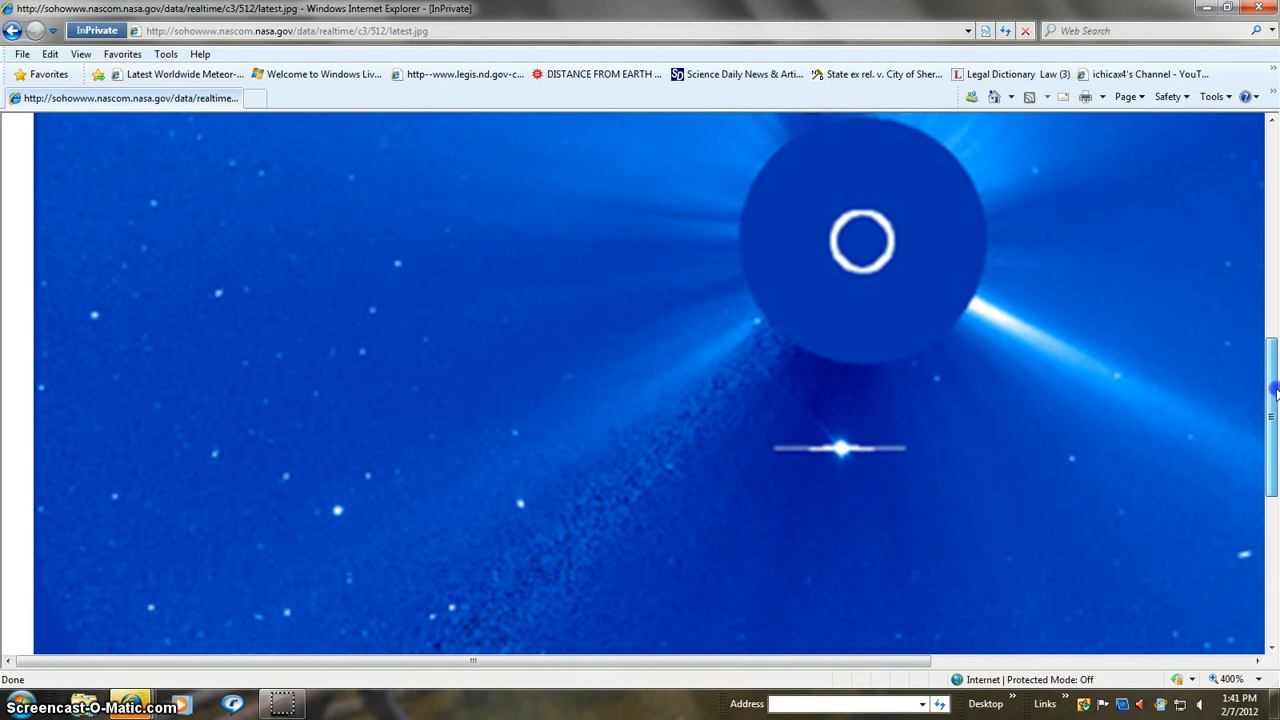 http://sohowww.nascom.nasa.gov/data/realtime/c3/512/latest.jpg - Windows Internet Explorer - [InPrivate]
InPrivate http://sohowww.nascom.nasa.gov/data/realtime/c3/512/latest.jpg Web Search
File Edit View Favorites Tools Help
Favorites Latest Worldwide Meteor-... Welcome to Windows Liv... http--www.legis.nd.gov-c... DISTANCE FROM EARTH ... Science Daily News & Arti... State ex rel. v. City of Sher... Legal Dictionary Law (3) ichicax4's Channel - YouT...
http://sohowww.nascom.nasa.gov/data/realtime... Page Safety Tools
Done Internet | Protected Mode: Off 400%
Screencast-O-Matic.com Address Desktop Links 1:41 PM
2/7/2012